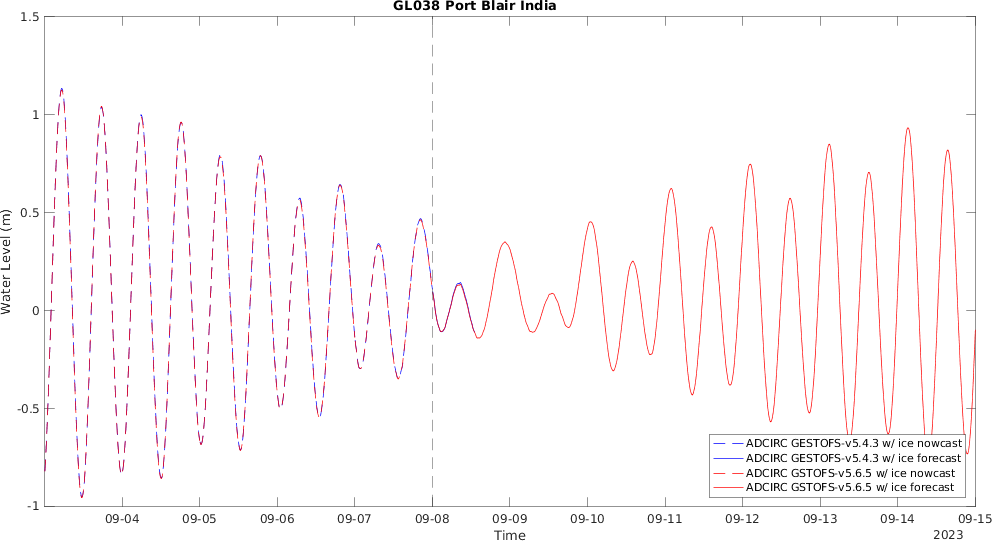 GL038 Port Blair India
1.5
1
0.5
0
-0.5
-1
Water Level (m)
09-04 09-05 09-06 09-07 09-08 09-09 09-10 09-11 09-12 09-13 09-14 09-15
Time
2023
ADCIRC GESTOFS-v5.4.3 w/ ice nowcast
ADCIRC GESTOFS-v5.4.3 w/ ice forecast
ADCIRC GSTOFS-v5.6.5 w/ ice nowcast
ADCIRC GSTOFS-v5.6.5 w/ ice forecast